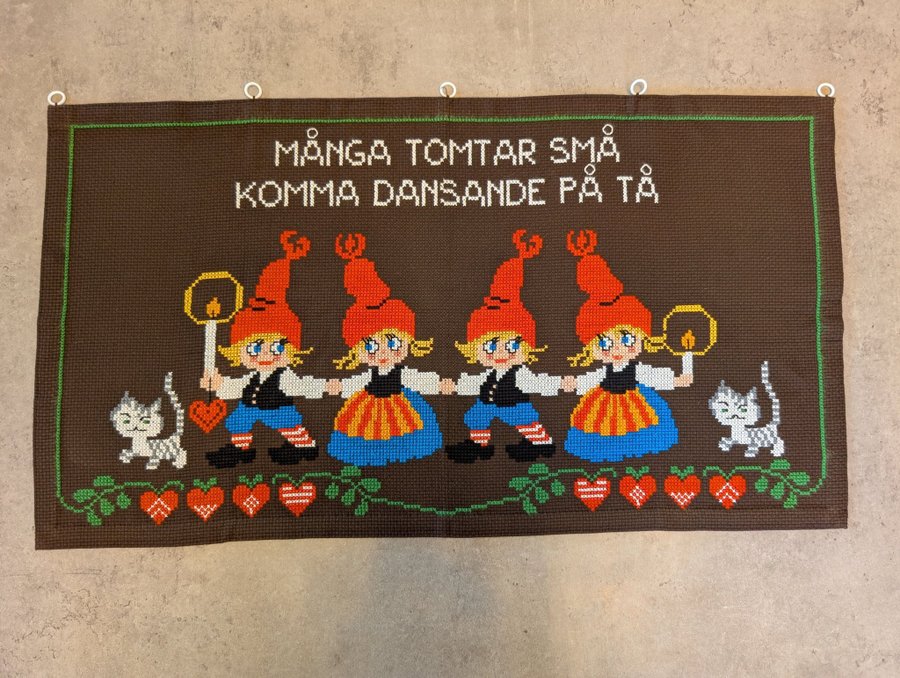 MÅNGA TOMTAR SMÅ
KOMMA DANSANDE PÅ TÅ